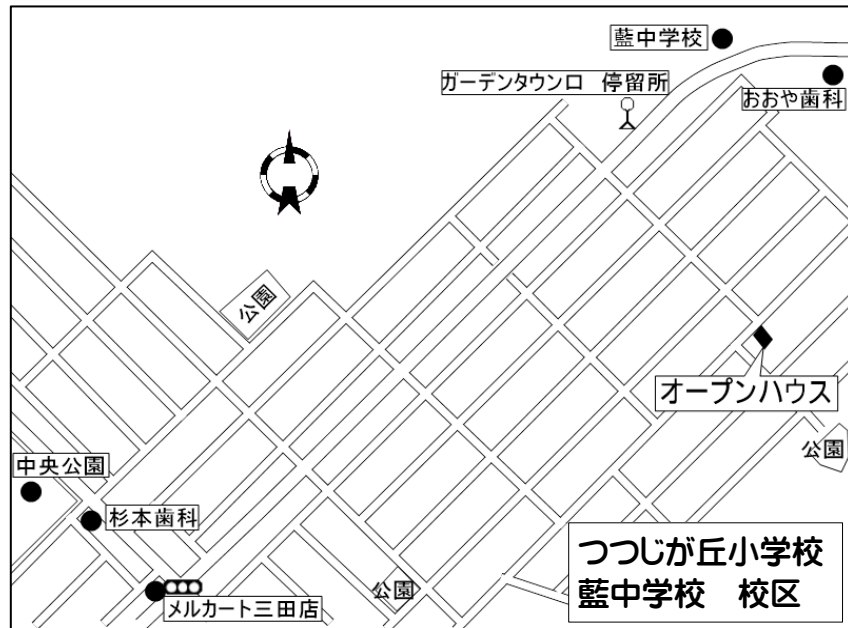 藍中学校
ガーデンタウン口　停留所
おおや歯科
公園
オープンハウス
公園
中央公園
杉本歯科
公園
メルカート三田店
つつじが丘小学校
藍中学校　校区